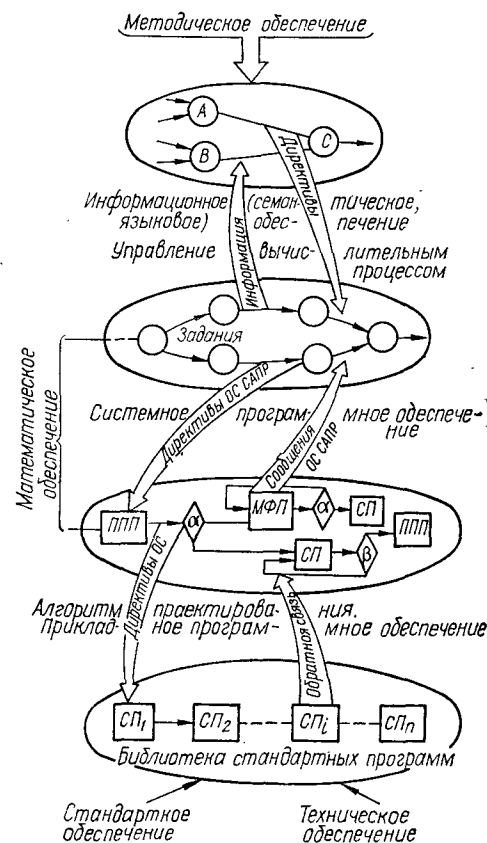 Методическое обеспечение
A
B
C
Директивы
Информационное (семан- тическое,
языковое) обес- печение
Информация
Управление вычис- лительным
процессом
Задания
Математическое
обеспечение
Директивы ОС САПР
Системное програм- мное обеспече-
ние
Сообщения
ОС САПР
ППП
α
МФП
α
СП
ППП
СП
β
Директивы ОС
Алгоритм праектирова- ния.
Приклад- ное програм- мное обеспечение
Обратная связь
СП1
СП2
СПi
СПn
Библиотека стандартных программ
Стандартное
обеспечение
Техническое
обеспечение